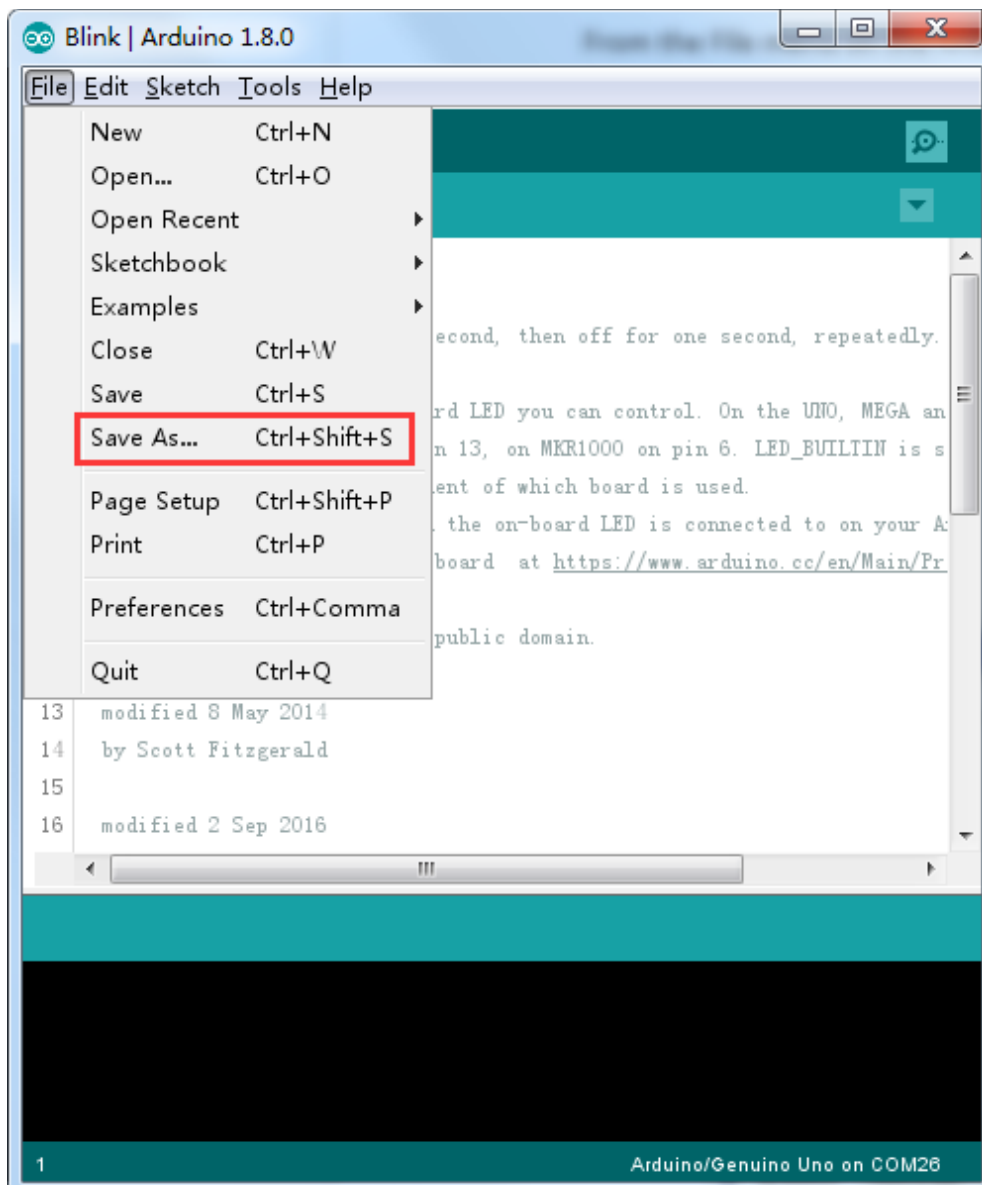 Blink | Arduino 1.8.0
File Edit Sketch Tools Help
New Ctrl+N
Open... Ctrl+O
Open Recent
Sketchbook
Examples
Close Ctrl+W
Save Ctrl+S
Save As... Ctrl+Shift+S
Page Setup Ctrl+Shift+P
Print Ctrl+P
Preferences Ctrl+Comma
Quit Ctrl+Q
econd, then off for one second, repeatedly.
rd LED you can control. On the UNO, MEGA an
n 13, on MKR1000 on pin 6. LED_BUILTIN is s
ent of which board is used.
the on-board LED is connected to on your A
board at https://www.arduino.cc/en/Main/Pr
public domain.
13 modified 8 May 2014
14 by Scott Fitzgerald
15
16 modified 2 Sep 2016
1 Arduino/Genuino Uno on COM26